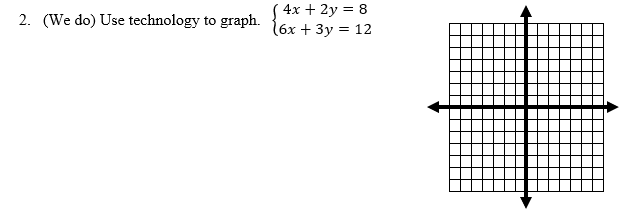 2. (We do) Use technology to graph. { 4x + 2y = 8
6x + 3y = 12